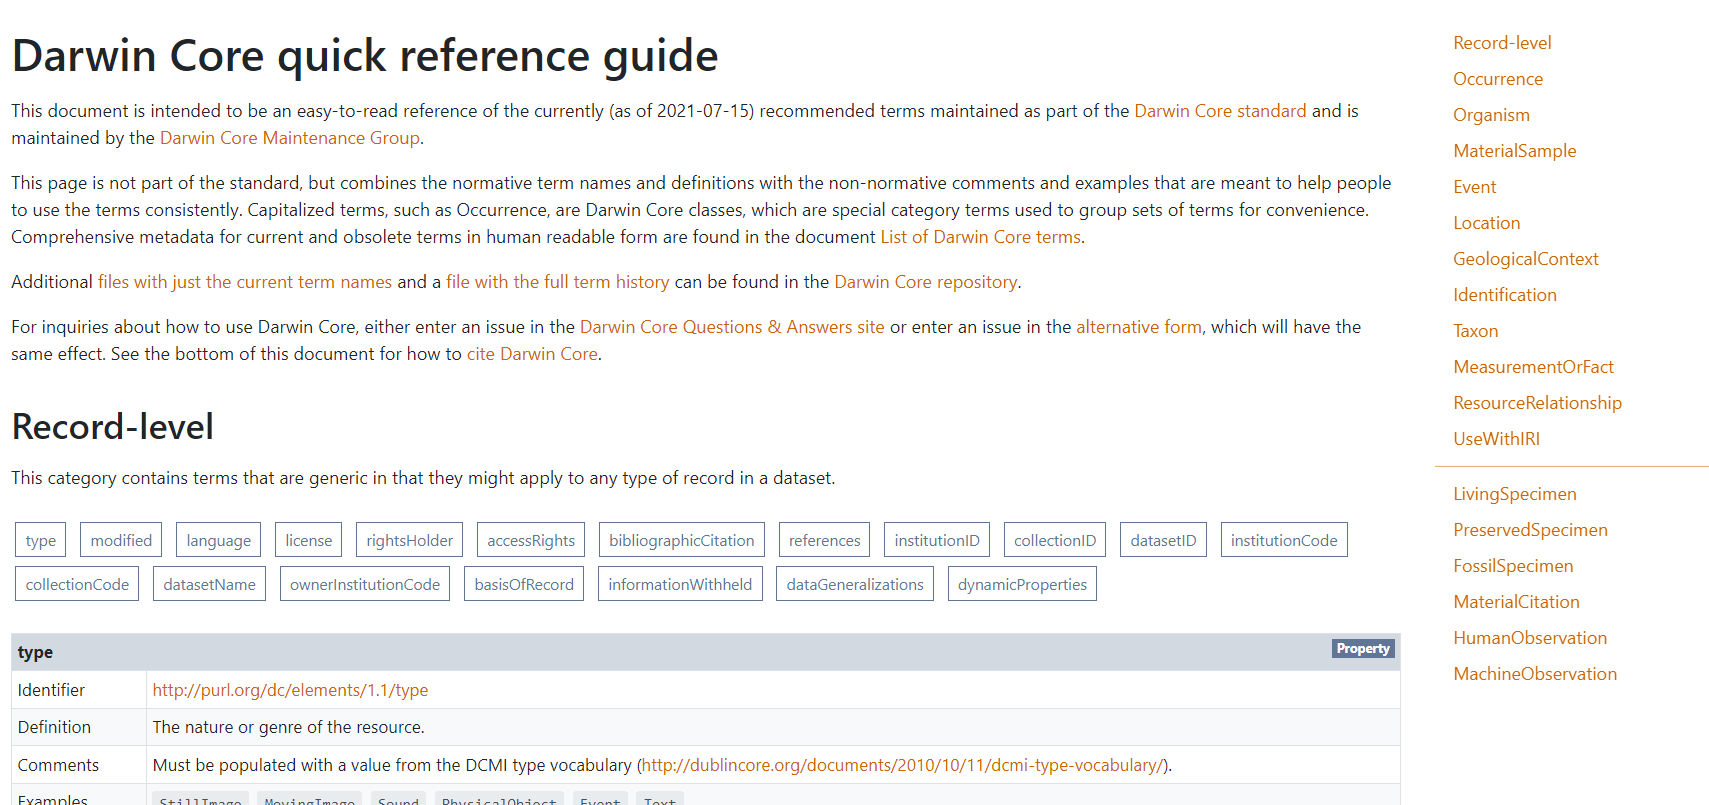 Darwin Core quick reference guide
This document is intended to be an easy-to-read reference of the currently (as of 2021-07-15) recommended terms maintained as part of the Darwin Core standard and is
maintained by the Darwin Core Maintenance Group.
This page is not part of the standard, but combines the normative term names and definitions with the non-normative comments and examples that are meant to help people
to use the terms consistently. Capitalized terms, such as Occurrence, are Darwin Core classes, which are special category terms used to group sets of terms for convenience.
Comprehensive metadata for current and obsolete terms in human readable form are found in the document List of Darwin Core terms.
Additional files with just the current term names and a file with the full term history can be found in the Darwin Core repository.
For inquiries about how to use Darwin Core, either enter an issue in the Darwin Core Questions & Answers site or enter an issue in the alternative form, which will have the
same effect. See the bottom of this document for how to cite Darwin Core.
Record-level
This category contains terms that are generic in that they might apply to any type of record in a dataset.
type modified language license rightsHolder accessRights bibliographicCitation references institutionID collectionID datasetID institutionCode
collectionCode datasetName ownerInstitutionCode basisOfRecord informationWithheld dataGeneralizations dynamicProperties
type Property
Identifier http://purl.org/dc/elements/1.1/type
Definition The nature or genre of the resource.
Comments Must be populated with a value from the DCMI type vocabulary (http://dublincore.org/documents/2010/10/11/dcmi-type-vocabulary/).
Examples StillImage MovingImage Sound PhysicalObject Event Text
Record-level
Occurrence
Organism
MaterialSample
Event
Location
GeologicalContext
Identification
Taxon
MeasurementOrFact
ResourceRelationship
UseWithIRI
LivingSpecimen
PreservedSpecimen
FossilSpecimen
MaterialCitation
HumanObservation
MachineObservation